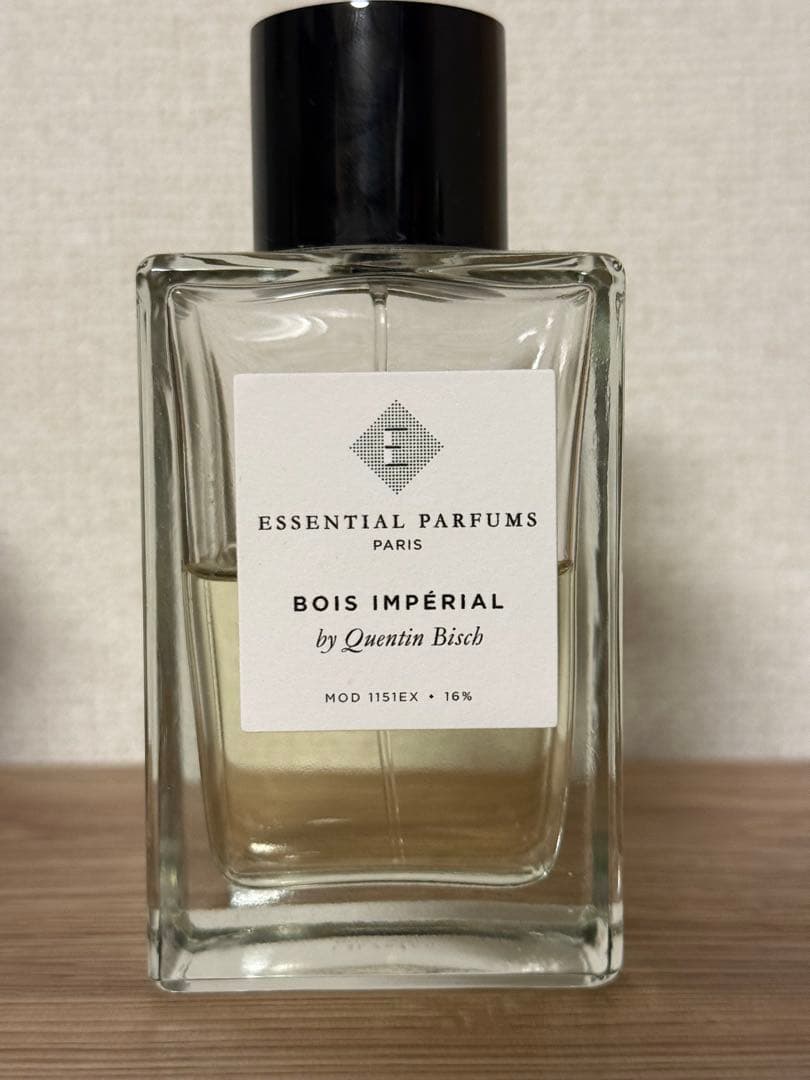 E
ESSENTIAL PARFUMS
PARIS
BOIS IMPÉRIAL
by Quentin Bisch
MOD 1151EX • 16%